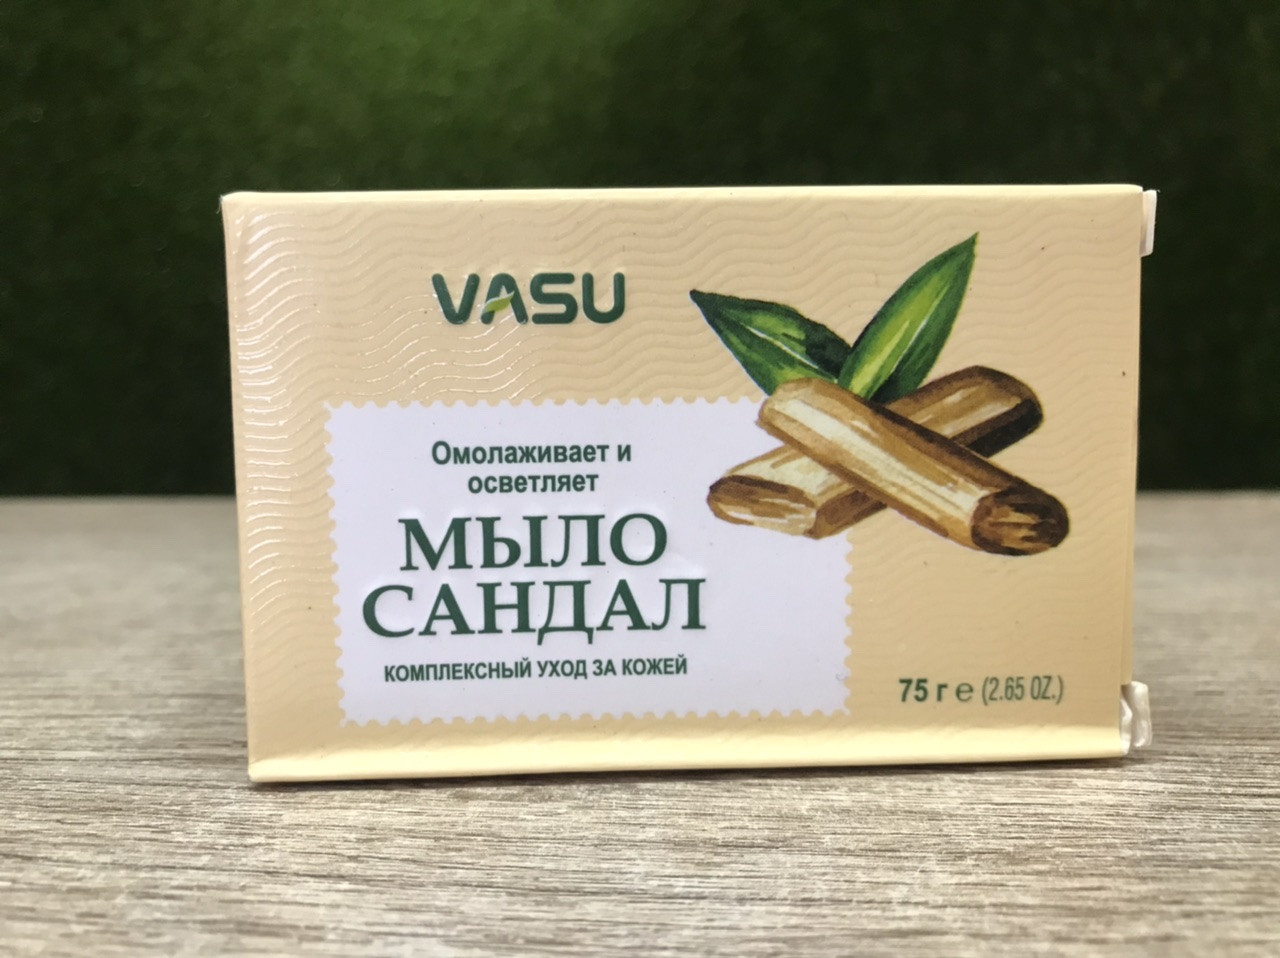 VASU
Омолаживает и
осветляет
МЫЛО
САНДАЛ
КОМПЛЕКСНЫЙ УХОД ЗА КОЖЕЙ
75 г e (2.65 OZ.)